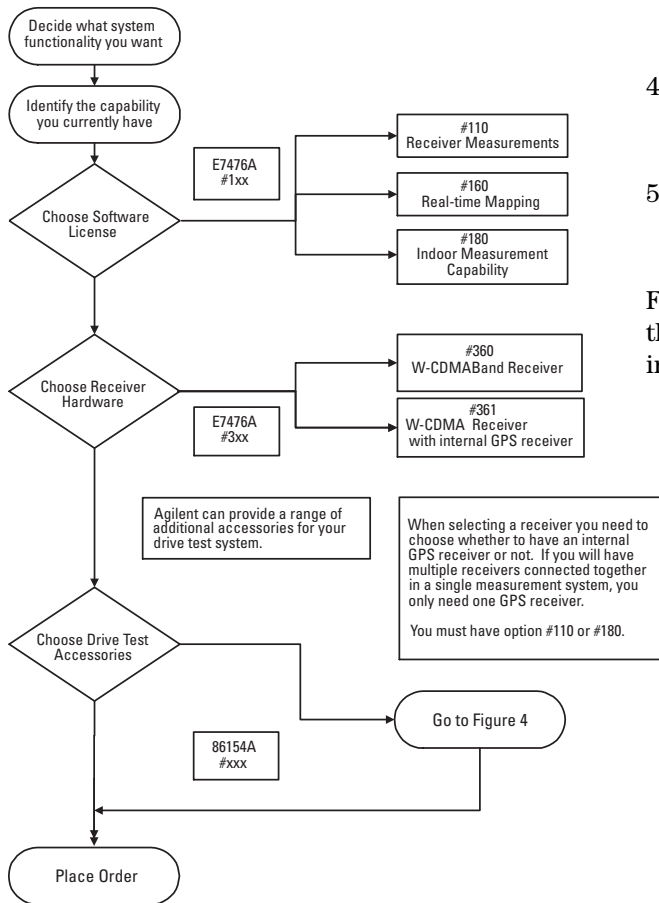 Decide what system
functionality you want
Identify the capability
you currently have
E7476A
#1xx
Choose Software
License
#110
Receiver Measurements
#160
Real-time Mapping
#180
Indoor Measurement
Capability
Choose Receiver
Hardware
E7476A
#3xx
#360
W-CDMABand Receiver
#361
W-CDMA Receiver
with internal GPS receiver
Agilent can provide a range of
additional accessories for your
drive test system.
When selecting a receiver you need to
choose whether to have an internal
GPS receiver or not. If you will have
multiple receivers connected together
in a single measurement system, you
only need one GPS receiver.
You must have option #110 or #180.
Choose Drive Test
Accessories
Go to Figure 4
86154A
#xxx
Place Order
4
5
F
th
in